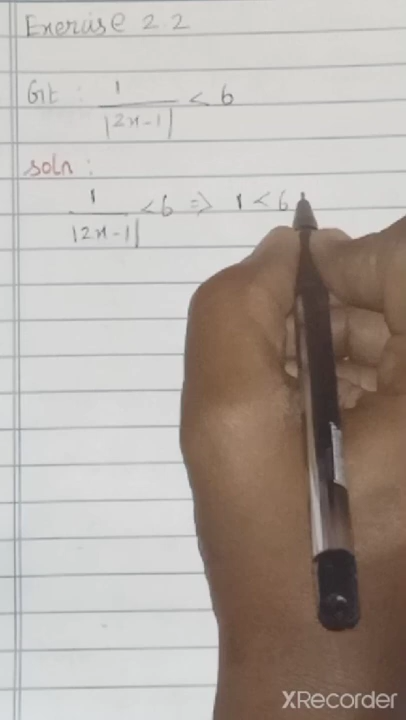 Exercise 2.2
Git : 1/|2x-1| < 6
Soln :
1/|2x-1| < 6 => 1 < 6
XRecorder